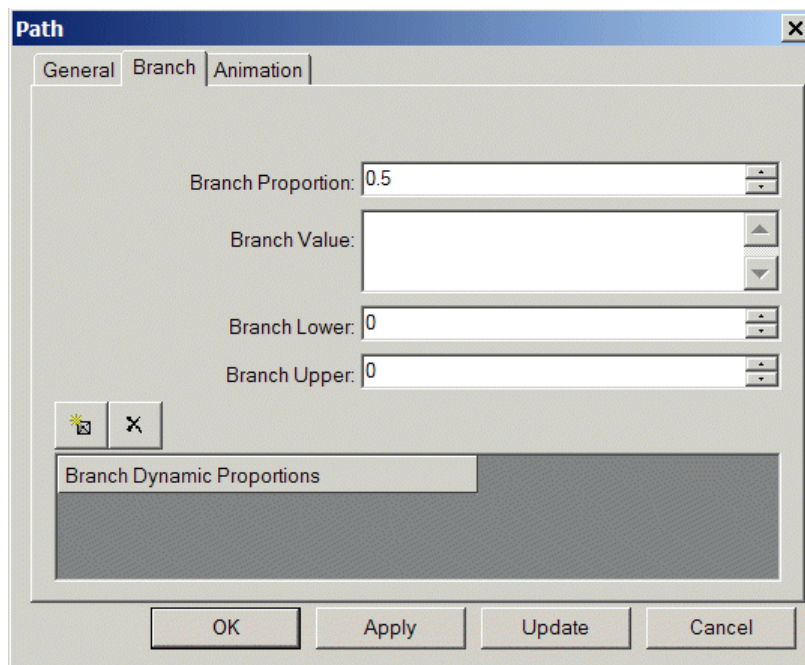 Path
General Branch Animation
Branch Proportion: 0.5
Branch Value:
Branch Lower: 0
Branch Upper: 0
Branch Dynamic Proportions
OK Apply Update Cancel